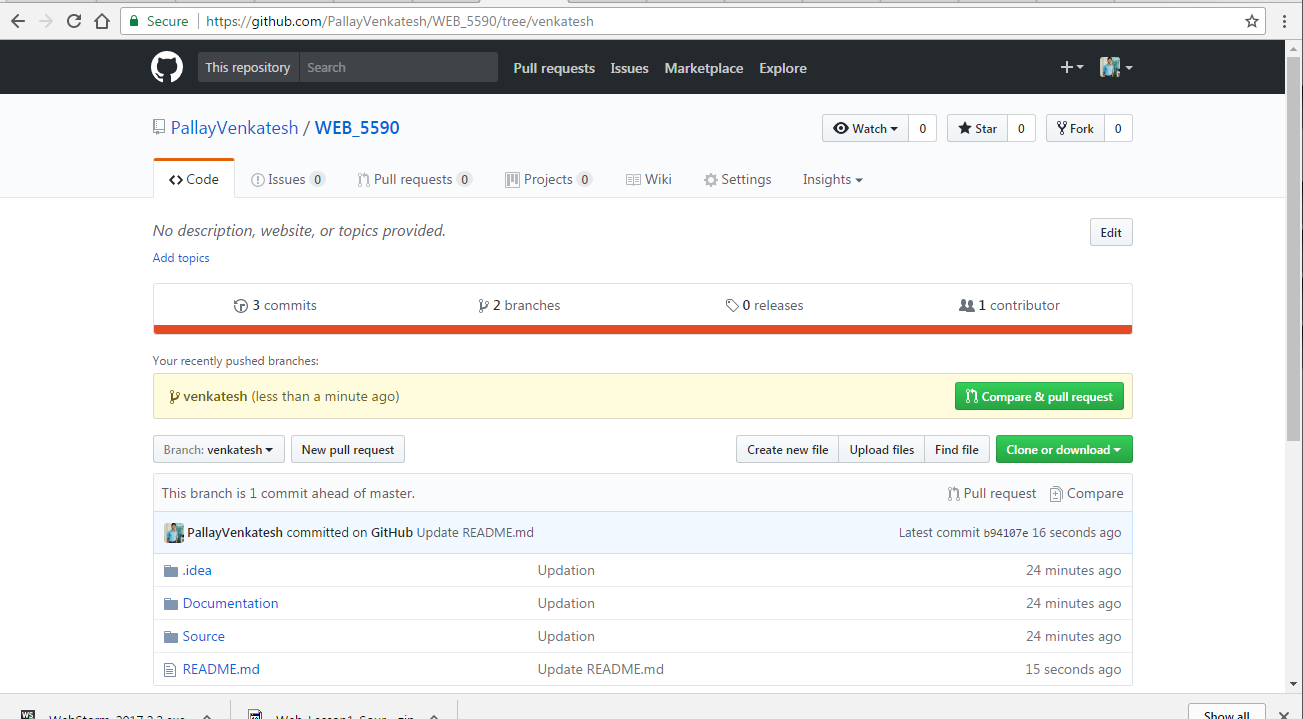 Secure https://github.com/PallayVenkatesh/WEB_5590/tree/venkatesh
This repository Search Pull requests Issues Marketplace Explore
PallayVenkatesh / WEB_5590
Watch 0 Star 0 Fork 0
Code Issues 0 Pull requests 0 Projects 0 Wiki Settings Insights
No description, website, or topics provided.
Edit
Add topics
3 commits 2 branches 0 releases 1 contributor
Your recently pushed branches:
venkatesh (less than a minute ago) Compare & pull request
Branch: venkatesh New pull request Create new file Upload files Find file Clone or download
This branch is 1 commit ahead of master. Pull request Compare
PallayVenkatesh committed on GitHub Update README.md Latest commit b94107e 16 seconds ago
.idea Updation 24 minutes ago
Documentation Updation 24 minutes ago
Source Updation 24 minutes ago
README.md Update README.md 15 seconds ago
WS Show all